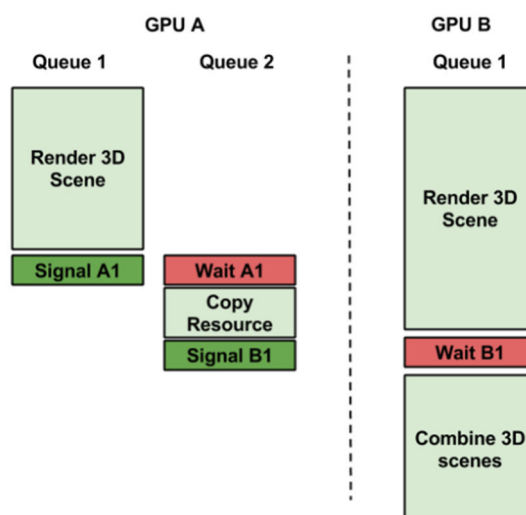 GPU A
GPU B
Queue 1
Queue 2
Queue 1
Render 3D
Scene
Signal A1
Wait A1
Copy
Resource
Signal B1
Render 3D
Scene
Wait B1
Combine 3D
scenes